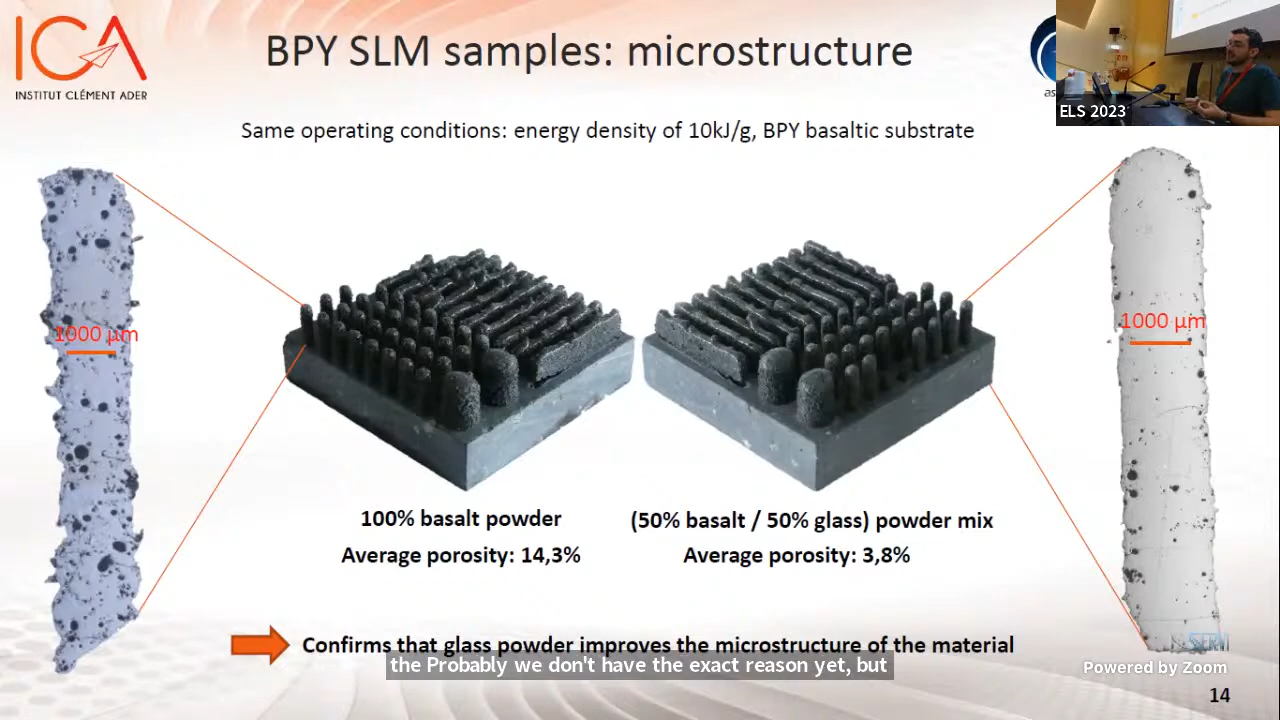 ICA
INSTITUT CLÉMENT ADER
BPY SLM samples: microstructure
as
ELS 2023
Same operating conditions: energy density of 10kJ/g, BPY basaltic substrate
1000 µm
1000 µm
100% basalt powder
Average porosity: 14,3%
(50% basalt / 50% glass) powder mix
Average porosity: 3,8%
Confirms that glass powder improves the microstructure of the material
the Probably we don't have the exact reason yet, but
Powered by Zoom
14